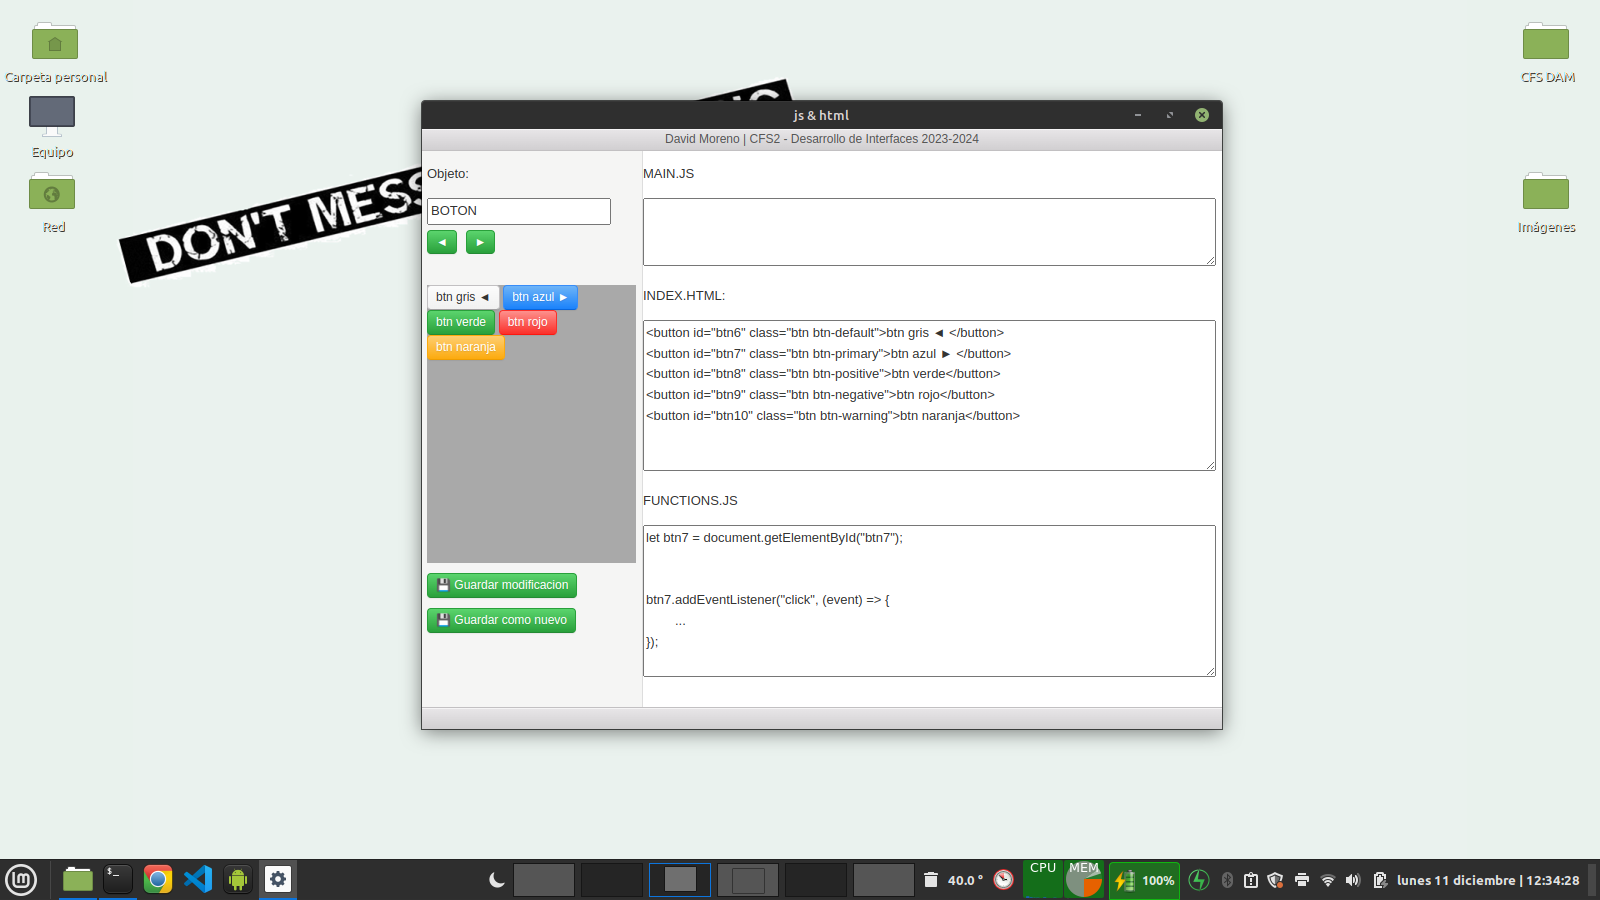 Carpeta personal
Equipo
Red
CFS DAM
Imágenes
DON'T MESS
js & html
David Moreno | CFS2 - Desarrollo de Interfaces 2023-2024
Objeto:
BOTON
◄ ►
btn gris ◄ btn azul ►
btn verde btn rojo
btn naranja
💾 Guardar modificacion
💾 Guardar como nuevo
MAIN.JS
INDEX.HTML:
<button id="btn6" class="btn btn-default">btn gris ◄ </button>
<button id="btn7" class="btn btn-primary">btn azul ► </button>
<button id="btn8" class="btn btn-positive">btn verde</button>
<button id="btn9" class="btn btn-negative">btn rojo</button>
<button id="btn10" class="btn btn-warning">btn naranja</button>
FUNCTIONS.JS
let btn7 = document.getElementById("btn7");
btn7.addEventListener("click", (event) => {
...
});
$_
lm
40.0 °
CPU
MEM
100%
lunes 11 diciembre | 12:34:28